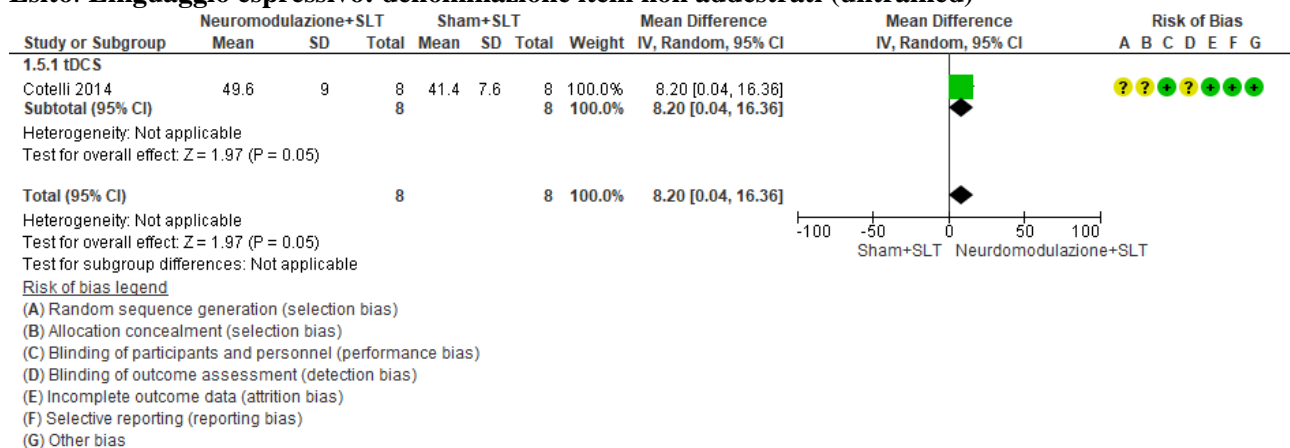 Esito: Linguaggio espressivo: denominazione item non addestrati (untrained)
Neuromodulazione+SLT Sham+SLT Mean Difference Mean Difference Risk of Bias
Study or Subgroup Mean SD Total Mean SD Total Weight IV, Random, 95% CI IV, Random, 95% CI A B C D E F G
1.5.1 tDCS
Cotelli 2014 49.6 9 8 41.4 7.6 8 100.0% 8.20 [0.04, 16.36] ? ? + ? + + +
Subtotal (95% CI) 8 8 100.0% 8.20 [0.04, 16.36]
Heterogeneity: Not applicable
Test for overall effect: Z = 1.97 (P = 0.05)
Total (95% CI) 8 8 100.0% 8.20 [0.04, 16.36]
Heterogeneity: Not applicable
-100 -50 0 50 100
Test for overall effect: Z = 1.97 (P = 0.05)
Sham+SLT Neurdomodulazione+SLT
Test for subgroup differences: Not applicable
Risk of bias legend
(A) Random sequence generation (selection bias)
(B) Allocation concealment (selection bias)
(C) Blinding of participants and personnel (performance bias)
(D) Blinding of outcome assessment (detection bias)
(E) Incomplete outcome data (attrition bias)
(F) Selective reporting (reporting bias)
(G) Other bias